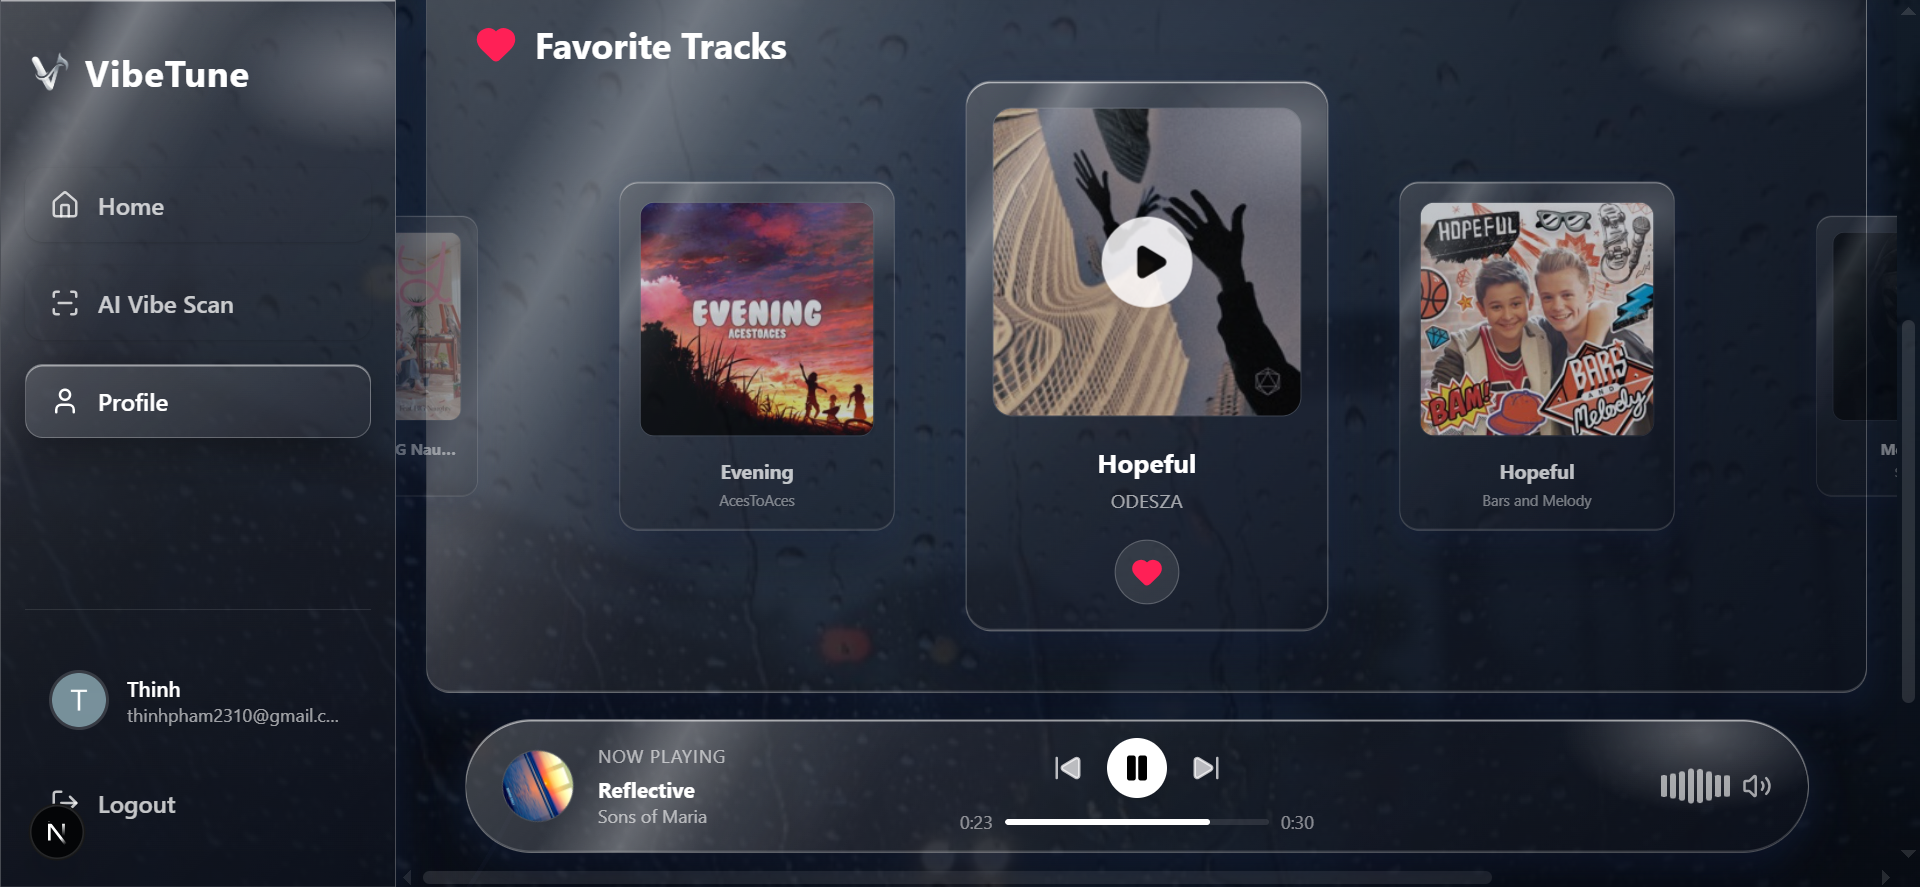 VibeTune
Home
AI Vibe Scan
Profile
Thinh
thinhpham2310@gmail.c...
Logout
N
Favorite Tracks
G Nau...
EVENING
ACESTOACES
Evening
AcesToAces
Hopeful
ODESZA
HOPEFUL
BAM!
BARS
AND
Melody
Hopeful
Bars and Melody
NOW PLAYING
Reflective
Sons of Maria
0:23
0:30